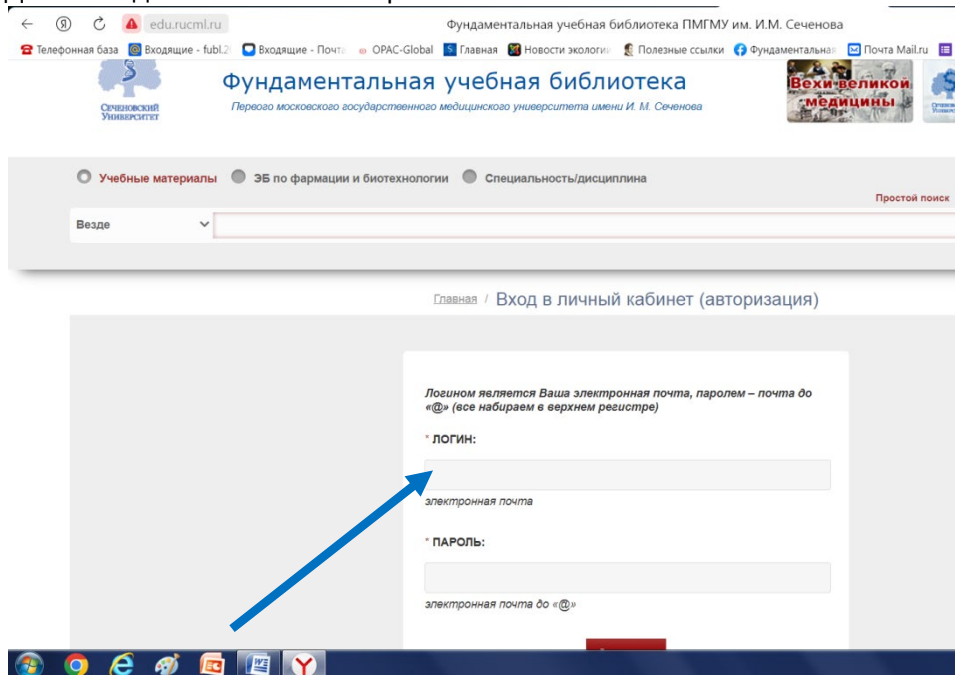 edu.rucml.ru Фундаментальная учебная библиотека ПМГМУ им. И.М. Сеченова
Телефонная база Входящие - fubl.2 Входящие - Почта OPAC-Global Главная Новости экологии Полезные ссылки Фундаментальная Почта Mail.ru
Сеченовский
Университет
Фундаментальная учебная библиотека
Первого московского государственного медицинского университета имени И. М. Сеченова
Вехи великой
медицины
Учебные материалы ЭБ по фармации и биотехнологии Специальность/дисциплина
Простой поиск
Везде
Главная / Вход в личный кабинет (авторизация)
Логином является Ваша электронная почта, паролем – почта до
«@» (все набираем в верхнем регистре)
* ЛОГИН:
электронная почта
* ПАРОЛЬ:
электронная почта до «@»